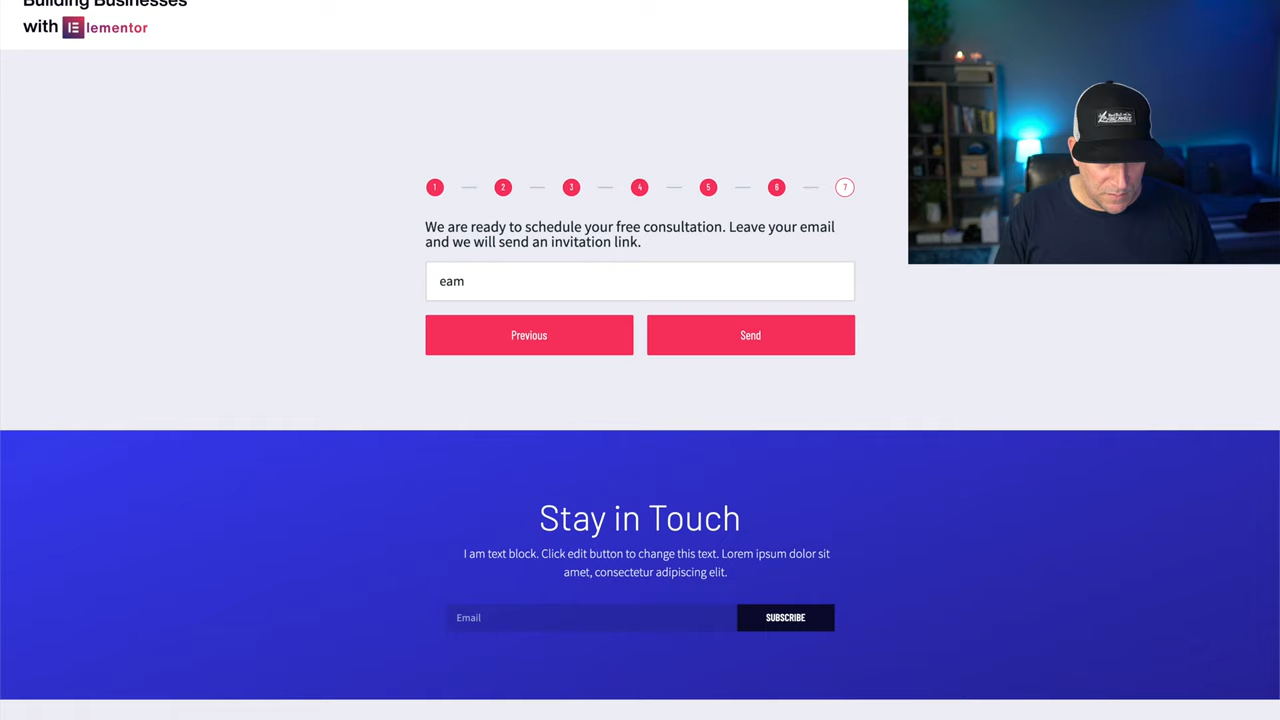 Building Businesses
with Elementor
1 2 3 4 5 6 7
We are ready to schedule your free consultation. Leave your email
and we will send an invitation link.
eam
Previous Send
Stay in Touch
I am text block. Click edit button to change this text. Lorem ipsum dolor sit
amet, consectetur adipiscing elit.
Email SUBSCRIBE